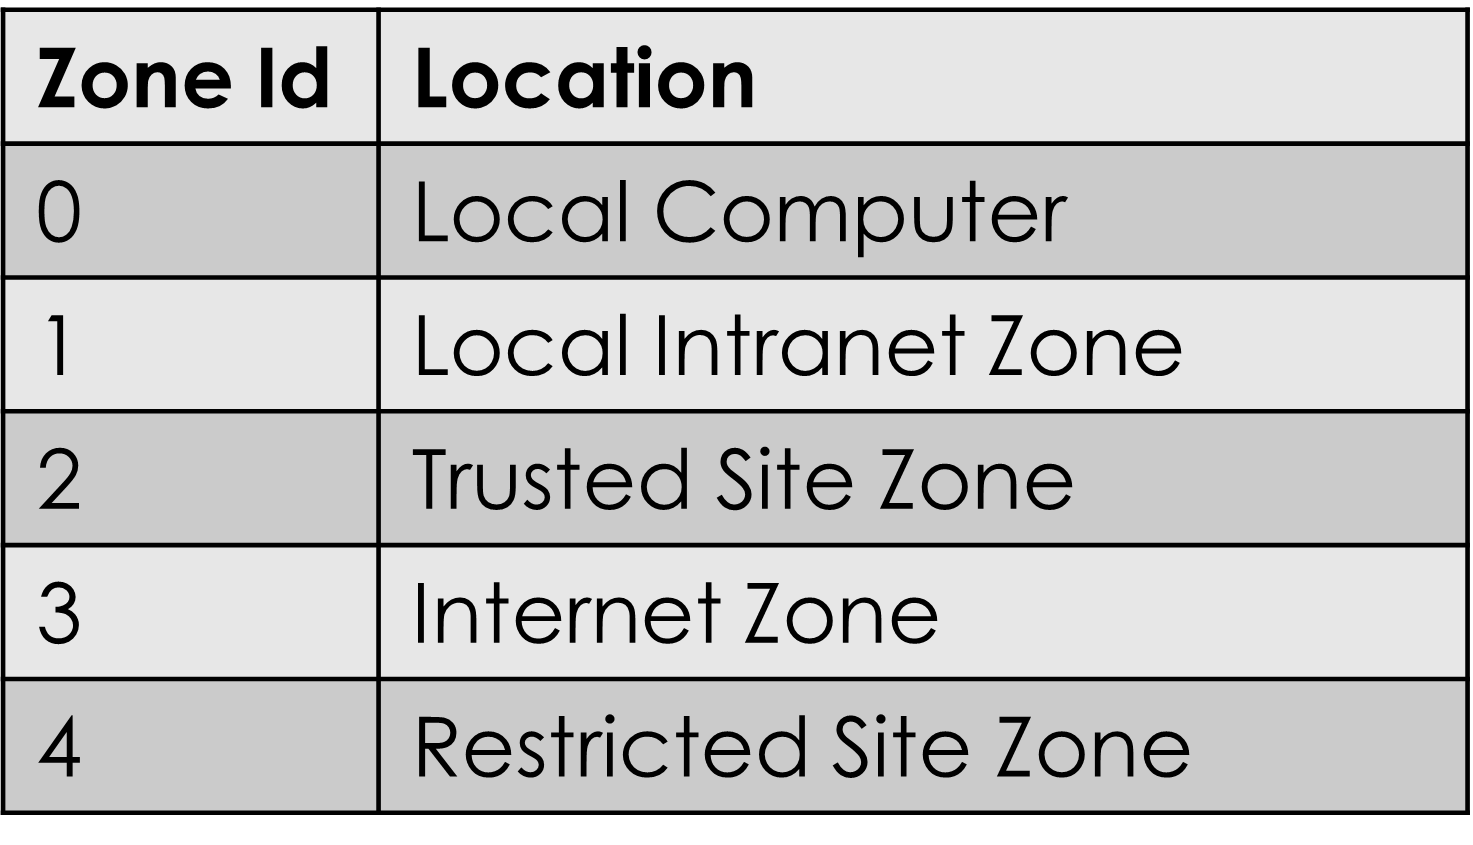 Zone Id Location
0 Local Computer
1 Local Intranet Zone
2 Trusted Site Zone
3 Internet Zone
4 Restricted Site Zone